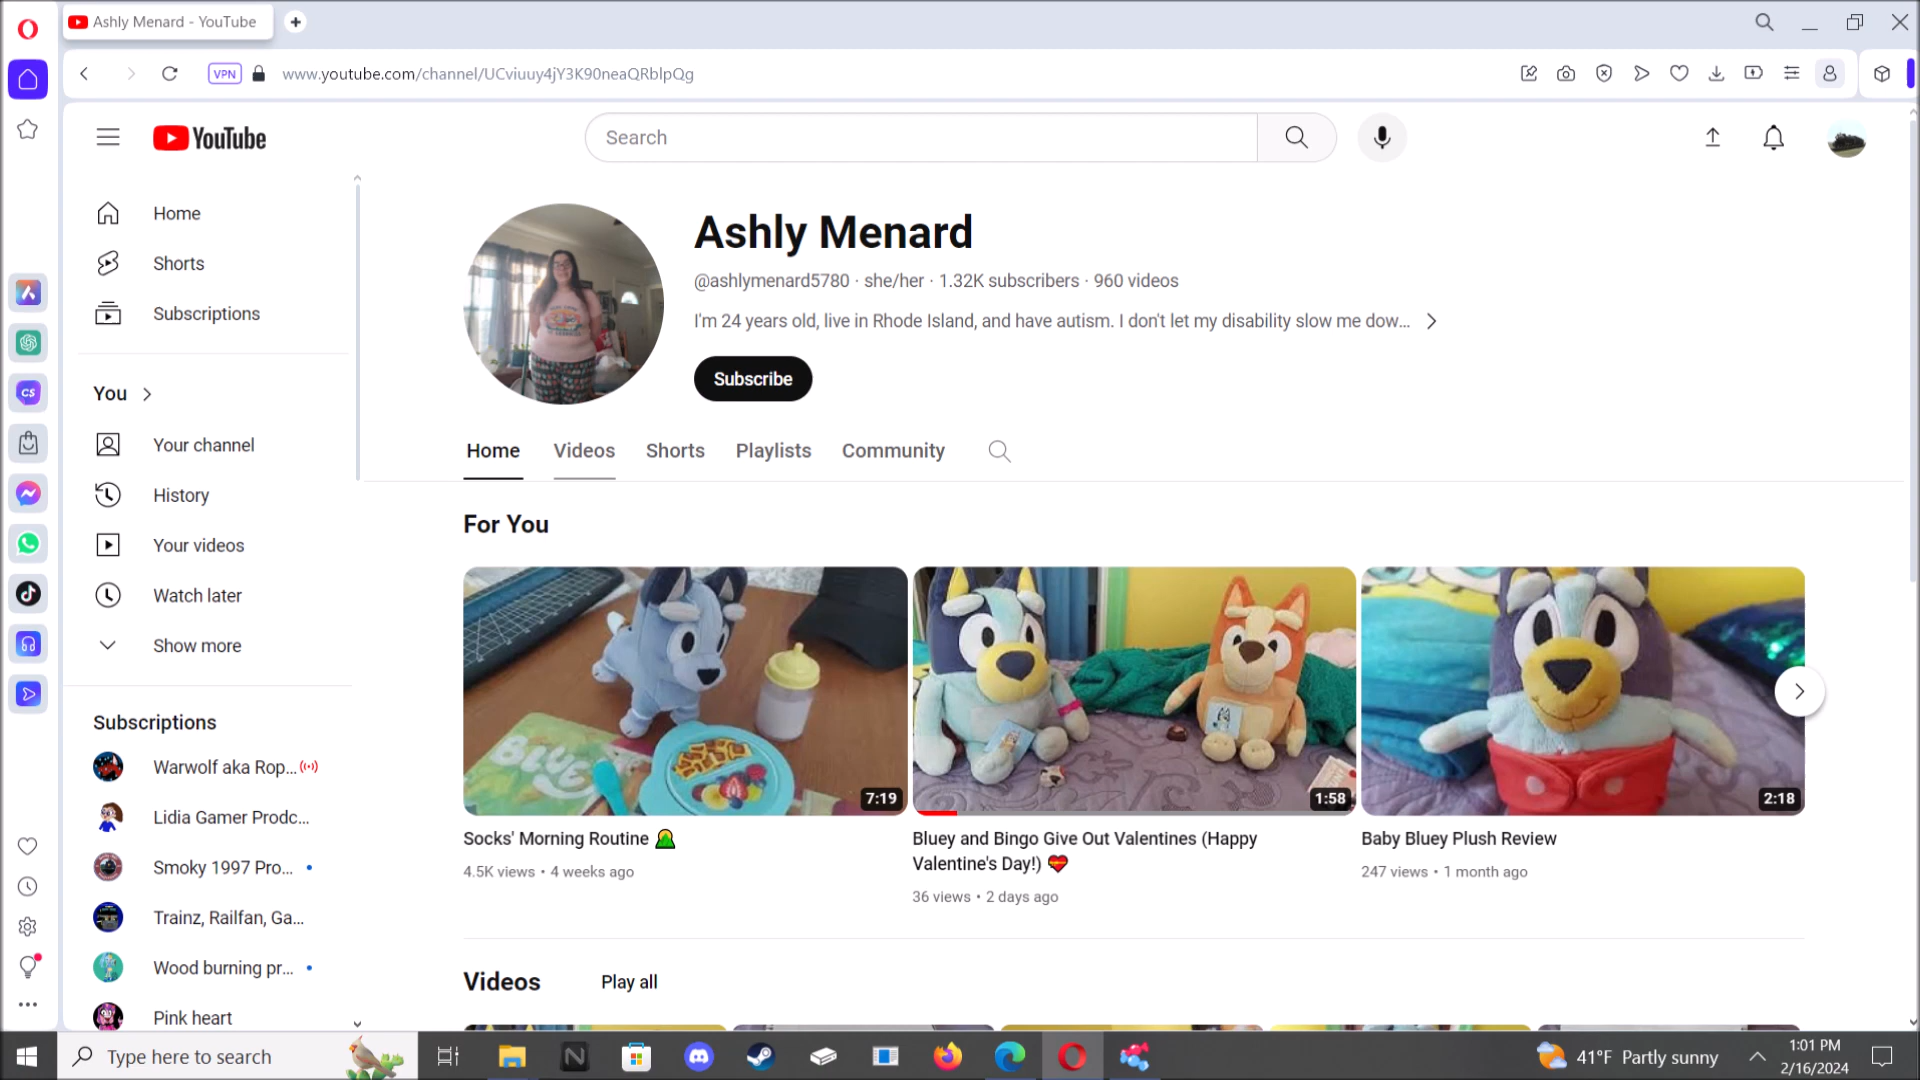 Ashly Menard - YouTube
VPN
www.youtube.com/channel/UCviuuy4jY3K90neaQRblpQg
YouTube
Search
Home
Shorts
Subscriptions
You
Your channel
History
Your videos
Watch later
Show more
Subscriptions
Warwolf aka Rop...
Lidia Gamer Prodc...
Smoky 1997 Pro...
Trainz, Railfan, Ga...
Wood burning pr...
Pink heart
CS
Ashly Menard
@ashlymenard5780 · she/her · 1.32K subscribers · 960 videos
I'm 24 years old, live in Rhode Island, and have autism. I don't let my disability slow me dow...
Subscribe
Home Videos Shorts Playlists Community
For You
BLUEY
7:19
1:58
2:18
Socks' Morning Routine
4.5K views • 4 weeks ago
Bluey and Bingo Give Out Valentines (Happy
Valentine's Day!)
36 views • 2 days ago
Baby Bluey Plush Review
247 views • 1 month ago
Videos Play all
Type here to search
41°F Partly sunny
1:01 PM
2/16/2024